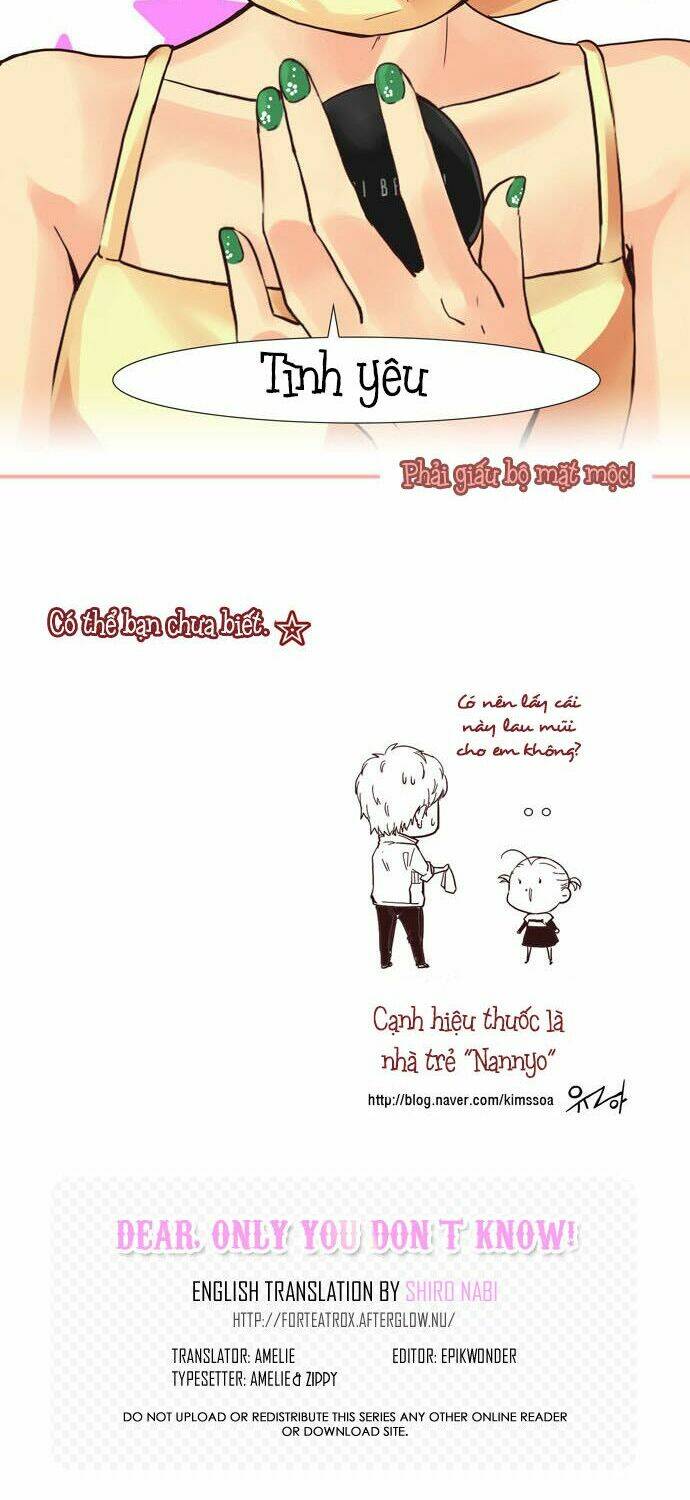 Tình yêu
Phải giấu bộ mặt mộc!
Có thể bạn chưa biết.
Có nên lấy cái
này lau mũi
cho em không?
Cạnh hiệu thuốc là
nhà trẻ "Nannyo"
http://blog.naver.com/kimssoa
DEAR, ONLY YOU DON'T KNOW!
ENGLISH TRANSLATION BY SHIRO NABI
HTTP://FORTEATROX.AFTERGLOW.NU/
TRANSLATOR: AMELIE
EDITOR: EPIKWONDER
TYPESETTER: AMELIE & ZIPPY
DO NOT UPLOAD OR REDISTRIBUTE THIS SERIES ANY OTHER ONLINE READER
OR DOWNLOAD SITE.